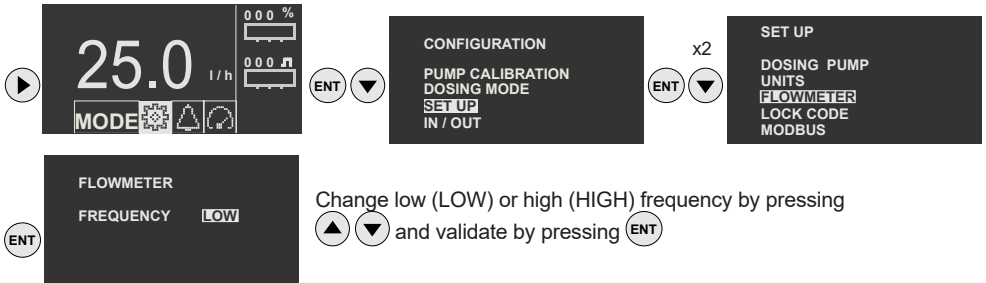 000 %
25.0 l/h
000
MODE
ENT
CONFIGURATION
PUMP CALIBRATION
DOSING MODE
SET UP
IN / OUT
x2
ENT
SET UP
DOSING PUMP
UNITS
FLOWMETER
LOCK CODE
MODBUS
ENT
FLOWMETER
FREQUENCY LOW
Change low (LOW) or high (HIGH) frequency by pressing
and validate by pressing ENT